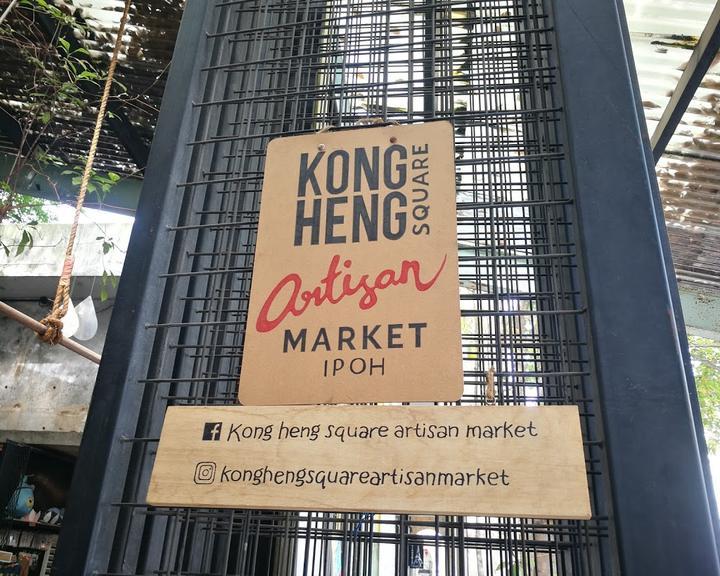 KONG
HENG
SQUARE
Artisan
MARKET
IPOH
Kong heng square artisan market
konghengsquareartisanmarket